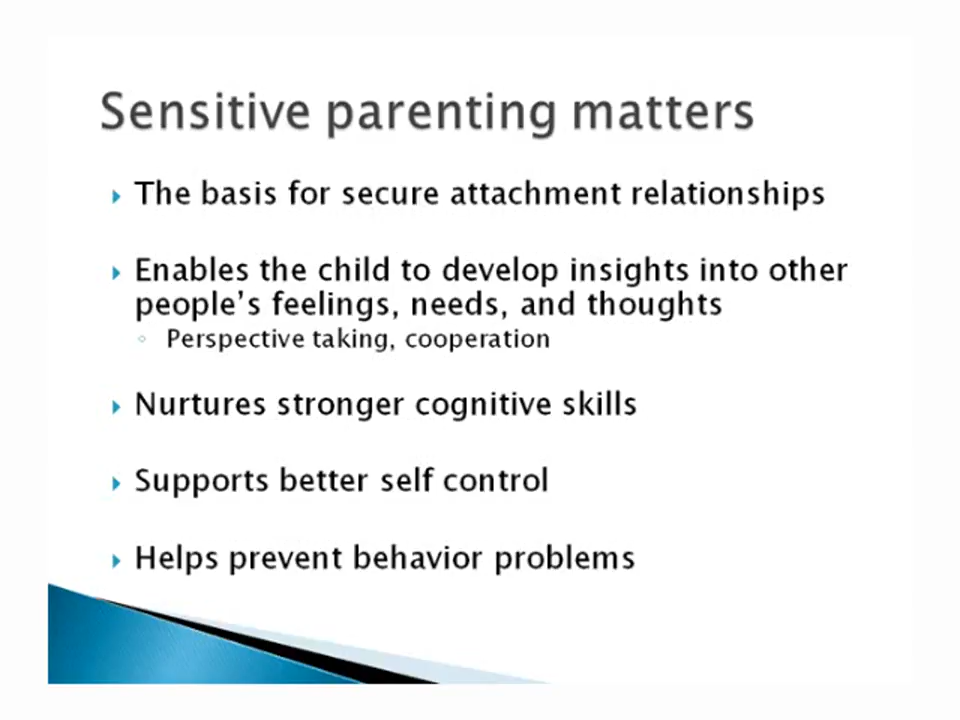 Sensitive parenting matters
The basis for secure attachment relationships
Enables the child to develop insights into other
people’s feelings, needs, and thoughts
Perspective taking, cooperation
Nurtures stronger cognitive skills
Supports better self control
Helps prevent behavior problems